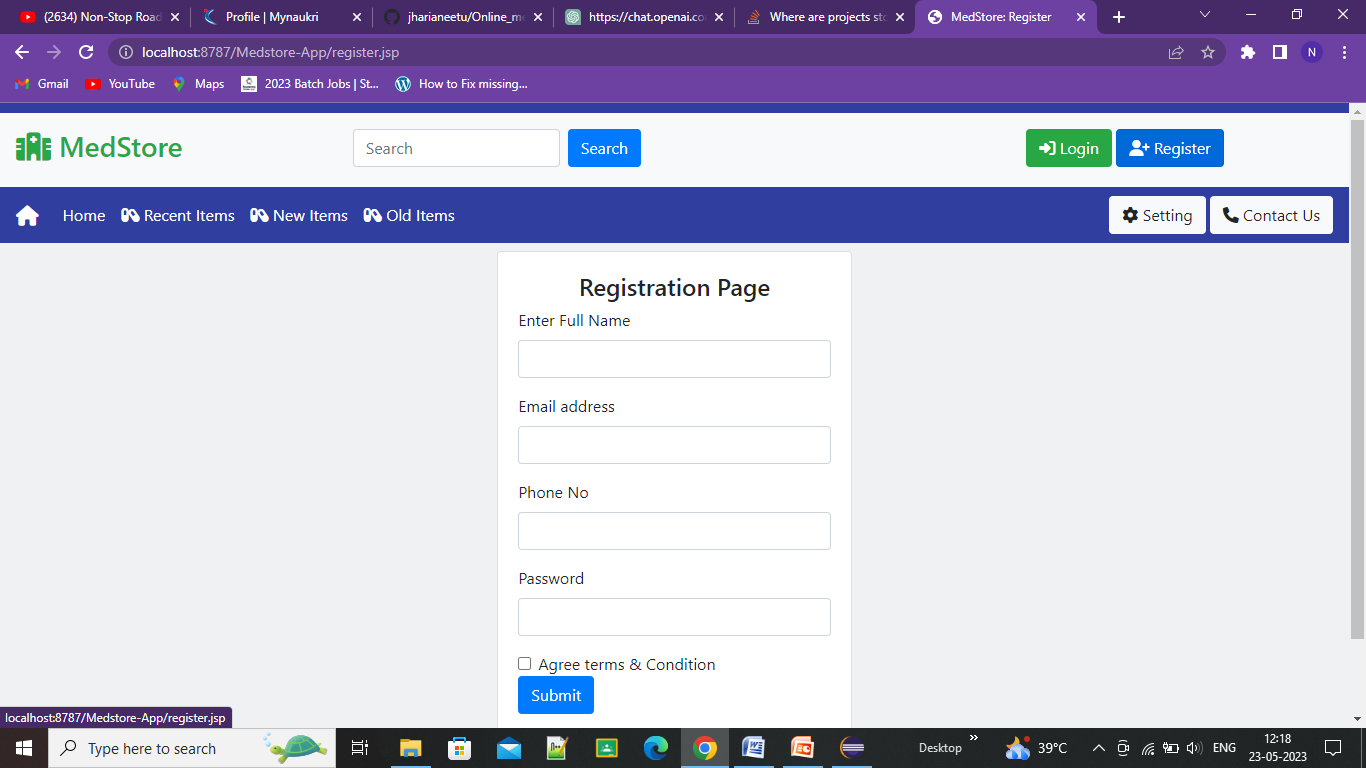 (2634) Non-Stop Road
Profile | Mynaukri
jharianeetu/Online_m
https://chat.openai.co
Where are projects sto
MedStore: Register
localhost:8787/Medstore-App/register.jsp
N
Gmail YouTube Maps 2023 Batch Jobs | St... How to Fix missing...
MedStore
Search
Search
Login
Register
Home Recent Items New Items Old Items
Setting
Contact Us
Registration Page
Enter Full Name
Email address
Phone No
Password
Agree terms & Condition
Submit
localhost:8787/Medstore-App/register.jsp
Type here to search
Desktop
39°C
ENG
12:18
23-05-2023